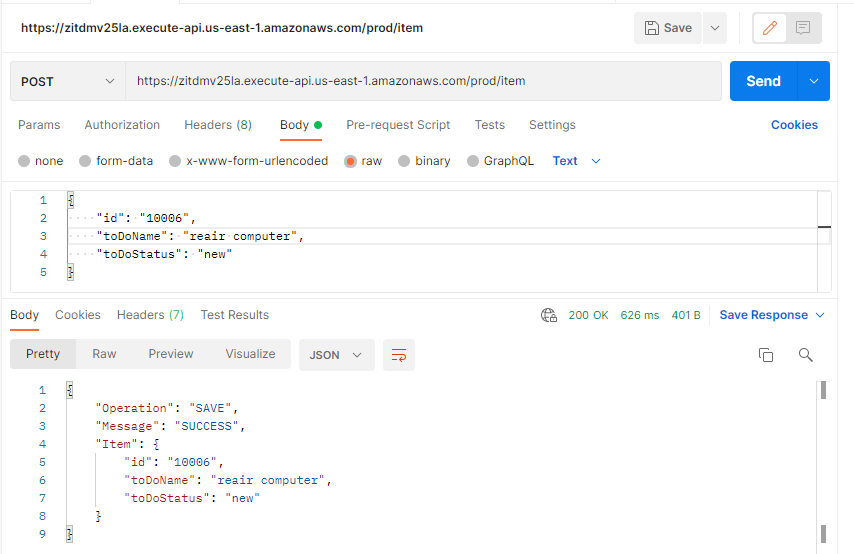 https://zitdmv25la.execute-api.us-east-1.amazonaws.com/prod/item Save
POST https://zitdmv25la.execute-api.us-east-1.amazonaws.com/prod/item Send
Params Authorization Headers (8) Body Pre-request Script Tests Settings Cookies
none form-data x-www-form-urlencoded raw binary GraphQL Text
1 {
2 "id": "10006",
3 "toDoName": "reair computer",
4 "toDoStatus": "new"
5 }
Body Cookies Headers (7) Test Results 200 OK 626 ms 401 B Save Response
Pretty Raw Preview Visualize JSON
1 {
2 "Operation": "SAVE",
3 "Message": "SUCCESS",
4 "Item": {
5 "id": "10006",
6 "toDoName": "reair computer",
7 "toDoStatus": "new"
8 }
9 }